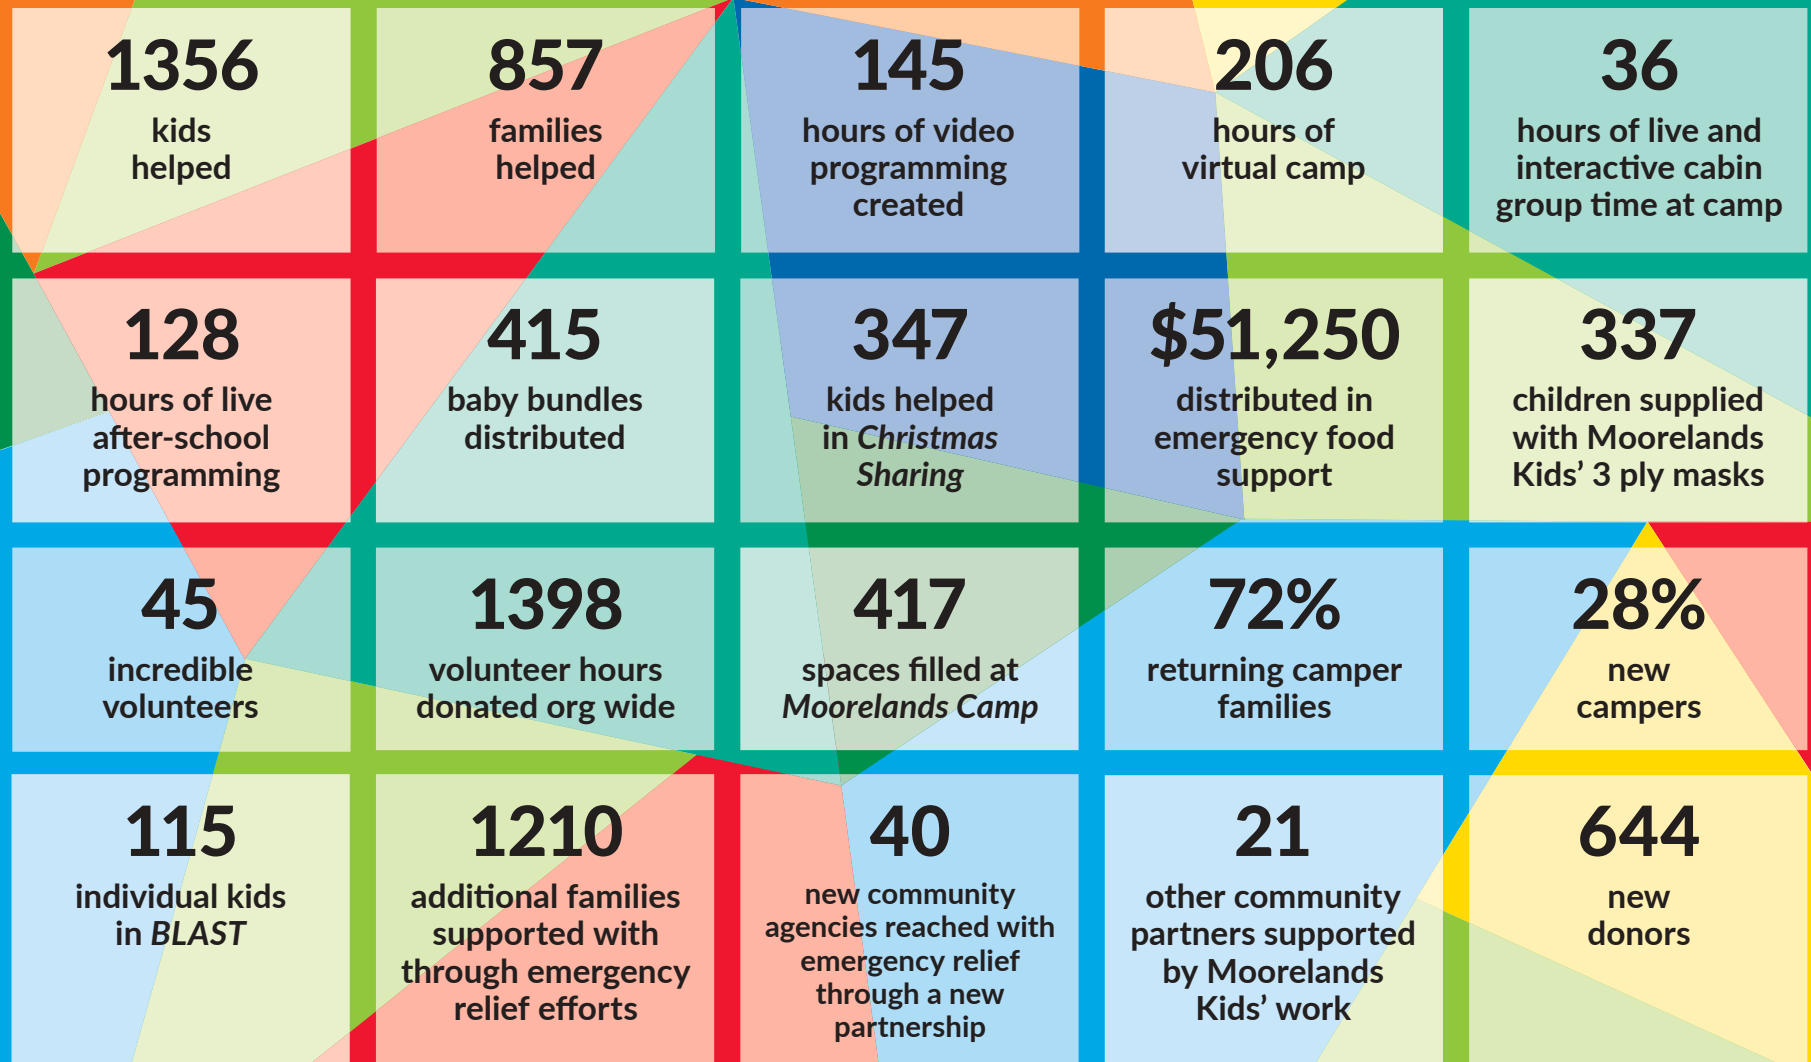 1356
kids
helped
857
families
helped
145
hours of video
programming
created
206
hours of
virtual camp
36
hours of live and
interactive cabin
group time at camp
128
hours of live
after-school
programming
415
baby bundles
distributed
347
kids helped
in Christmas
Sharing
$51,250
distributed in
emergency food
support
337
children supplied
with Moorelands
Kids’ 3 ply masks
45
incredible
volunteers
1398
volunteer hours
donated org wide
417
spaces filled at
Moorelands Camp
72%
returning camper
families
28%
new
campers
115
individual kids
in BLAST
1210
additional families
supported with
through emergency
relief efforts
40
new community
agencies reached with
emergency relief
through a new
partnership
21
other community
partners supported
by Moorelands
Kids’ work
644
new
donors